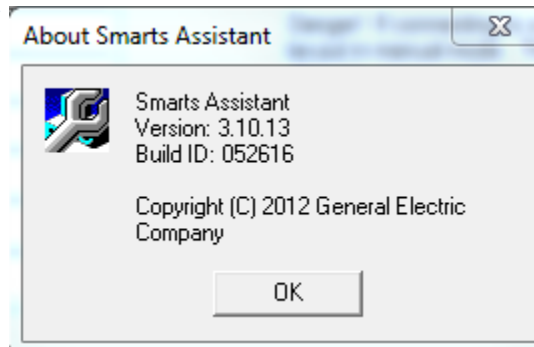 About Smarts Assistant
Smarts Assistant
Version: 3.10.13
Build ID: 052616
Copyright (C) 2012 General Electric
Company
OK